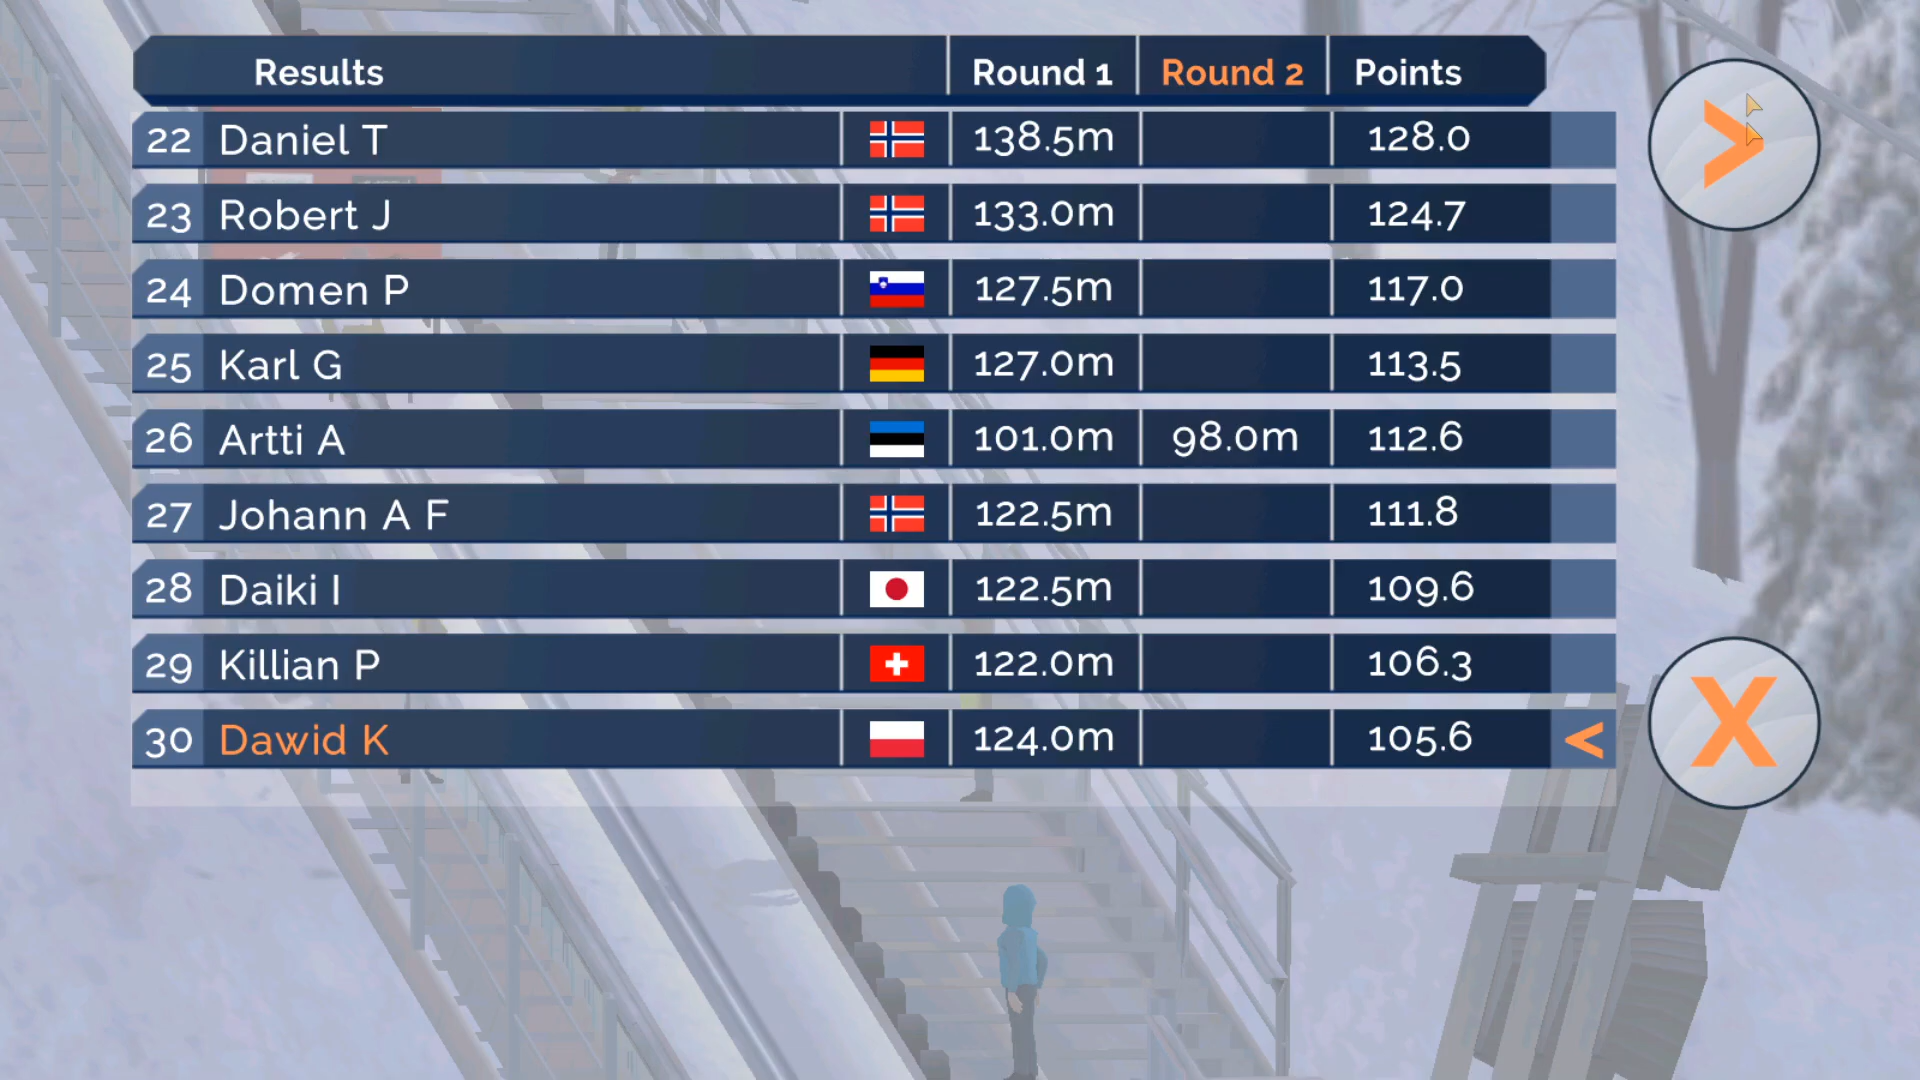 Results Round 1 Round 2 Points
22 Daniel T 138.5m 128.0
23 Robert J 133.0m 124.7
24 Domen P 127.5m 117.0
25 Karl G 127.0m 113.5
26 Artti A 101.0m 98.0m 112.6
27 Johann A F 122.5m 111.8
28 Daiki I 122.5m 109.6
29 Killian P 122.0m 106.3
30 Dawid K 124.0m 105.6 <
>
X